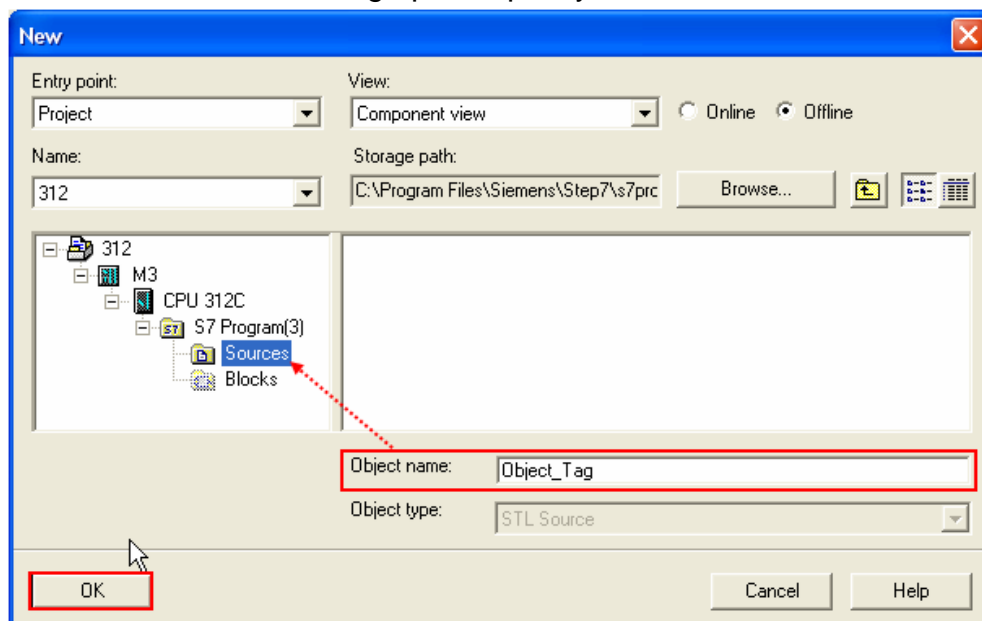 New
Entry point:
View:
Project
Component view
Online
Offline
Name:
Storage path:
312
C:\Program Files\Siemens\Step7\s7prc
Browse...
312
M3
CPU 312C
S7 Program(3)
Sources
Blocks
Object name:
Object_Tag
Object type:
STL Source
OK
Cancel
Help